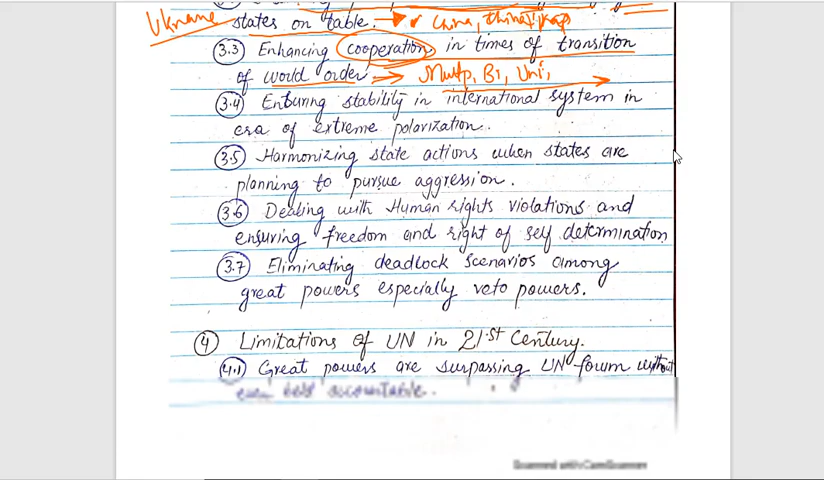 Ukraine
states on table. → China,
3.3 Enhancing cooperation in times of transition
of world order → Multp, Bi, Uni,
3.4 Ensuring stability in international system in
era of extreme polarization.
3.5 Harmonizing state actions when states are
planning to pursue aggression.
3.6 Dealing with Human rights violations and
ensuring freedom and right of self determination
3.7 Eliminating deadlock scenarios among
great powers especially veto powers.
4 Limitations of UN in 21st Century.
4.1 Great powers are surpassing UN forum without
even held accountable.
Scanned with CamScanner